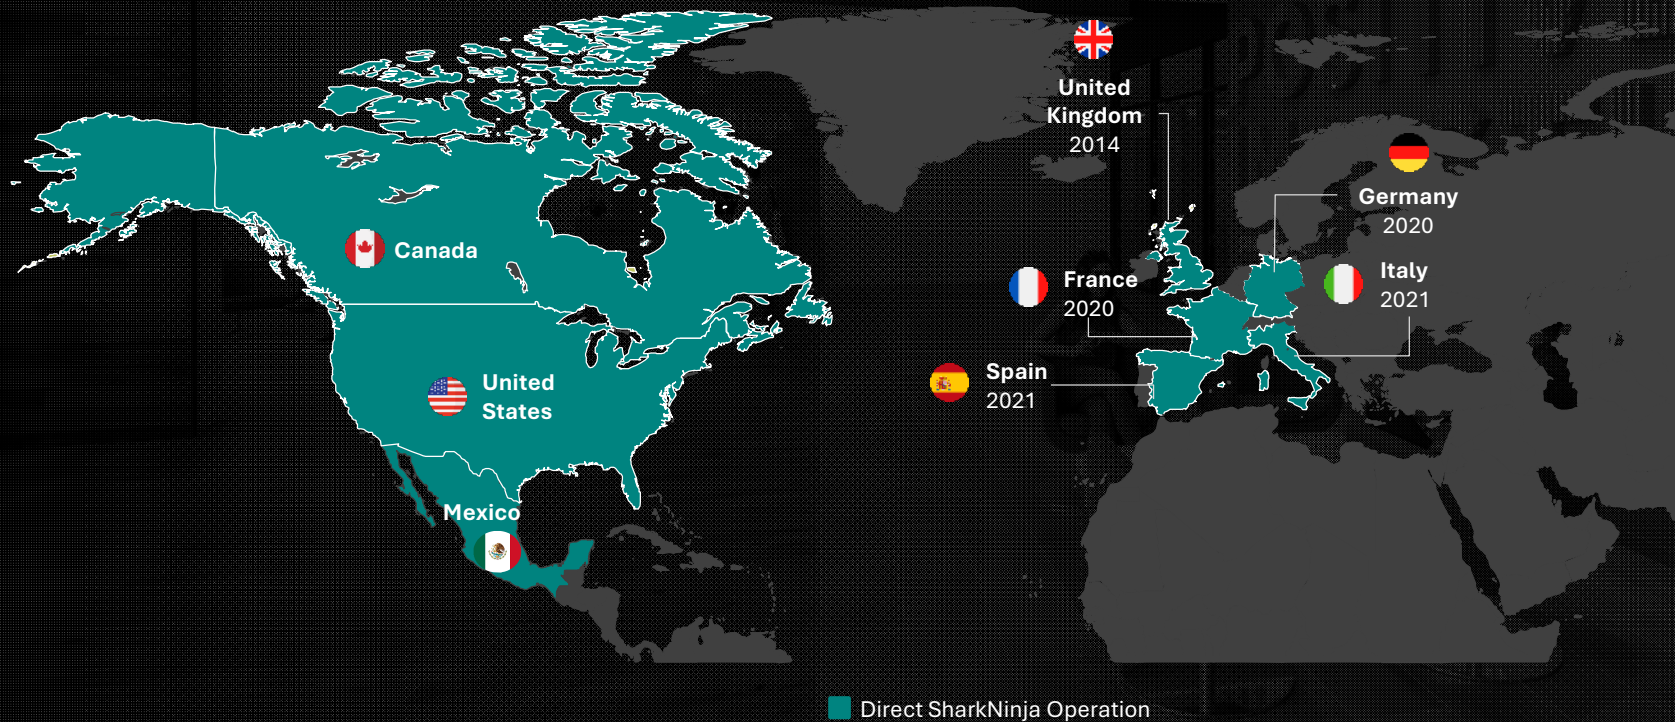 United
Kingdom
2014
Germany
2020
Canada
France
2020
Italy
2021
United
States
Spain
2021
Mexico
Direct SharkNinja Operation